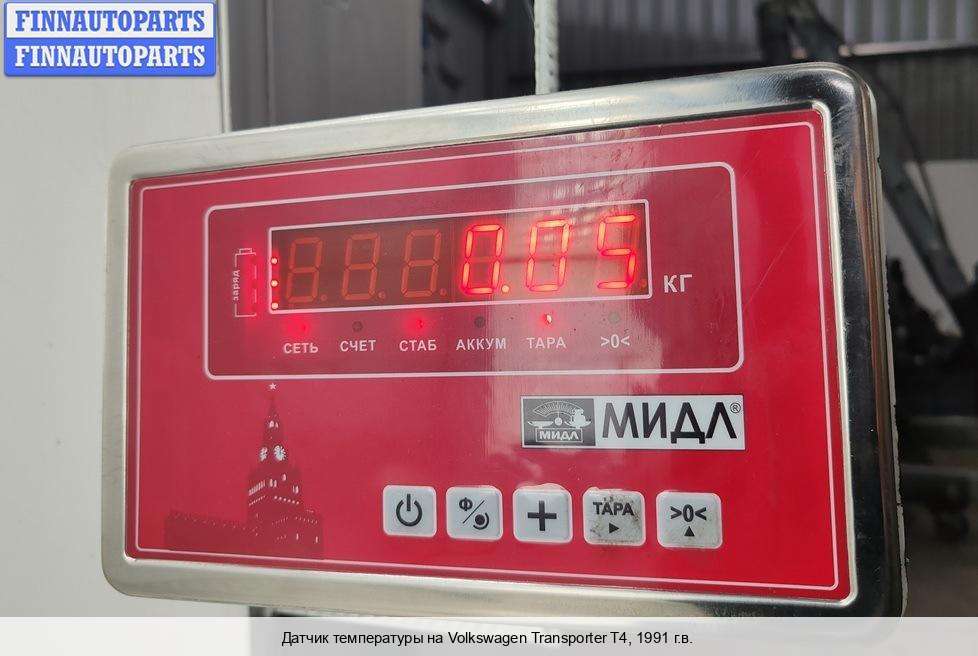 FINNAUTOPARTS
FINNAUTOPARTS
заряд
0.05
КГ
СЕТЬ СЧЕТ СТАБ АККУМ ТАРА >0<
МИДЛ МИДЛ®
Ф ТАРА >0<
Датчик температуры на Volkswagen Transporter T4, 1991 г.в.